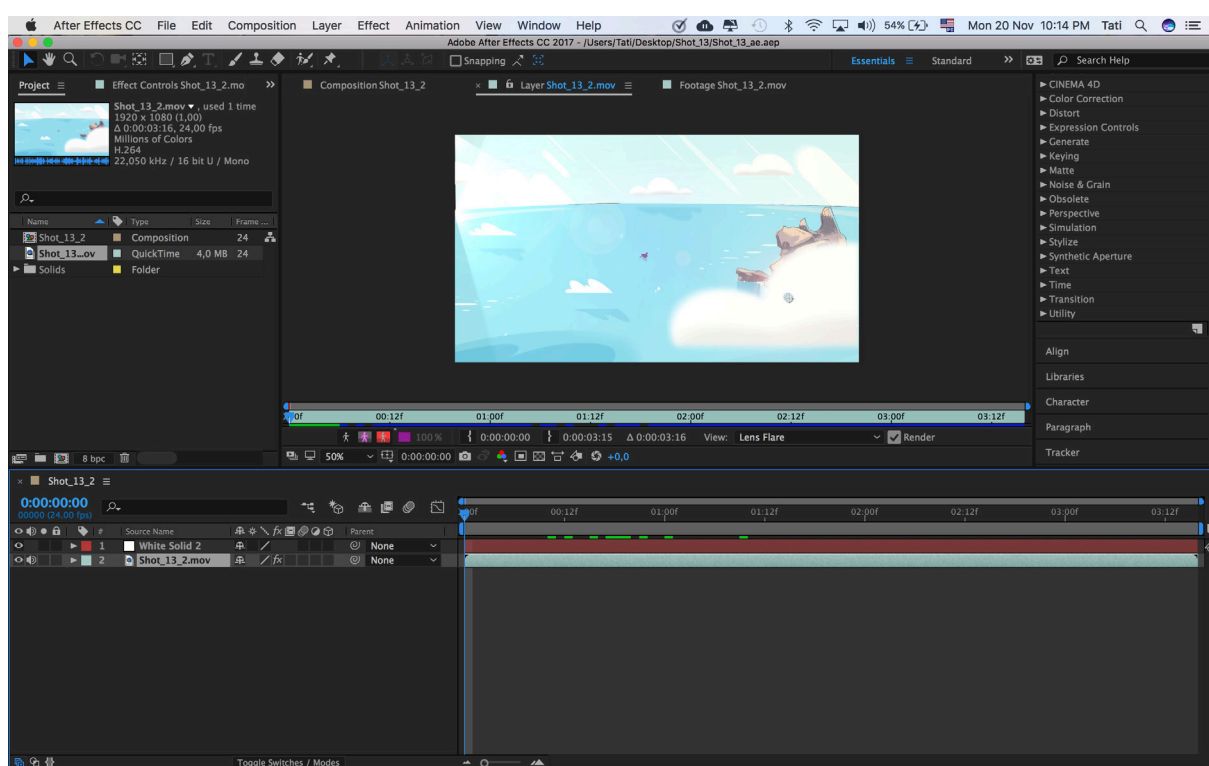 After Effects CC File Edit Composition Layer Effect Animation View Window Help 54% Mon 20 Nov 10:14 PM Tati
Adobe After Effects CC 2017 - /Users/Tati/Desktop/Shot_13/Shot_13_ae.aep
Snapping Essentials Standard Search Help
Project Effect Controls Shot_13_2.mo Composition Shot_13_2 Layer Shot_13_2.mov Footage Shot_13_2.mov
Shot_13_2.mov, used 1 time
1920 x 1080 (1,00)
Δ 0:00:03:16, 24,00 fps
Millions of Colors
H.264
22,050 kHz / 16 bit U / Mono
Name Type Size Frame ...
Shot_13_2 Composition 24
Shot_13...ov QuickTime 4,0 MB 24
Solids Folder
CINEMA 4D
Color Correction
Distort
Expression Controls
Generate
Keying
Matte
Noise & Grain
Obsolete
Perspective
Simulation
Stylize
Synthetic Aperture
Text
Time
Transition
Utility
Align
Libraries
Character
Paragraph
Tracker
00:12f 01:00f 01:12f 02:00f 02:12f 03:00f 03:12f
100% 0:00:00:00 0:00:03:15 Δ 0:00:03:16 View: Lens Flare Render
8 bpc 50% 0:00:00:00 +0,0
Shot_13_2
0:00:00:00
00000 (24.00 fps)
00:12f 01:00f 01:12f 02:00f 02:12f 03:00f 03:12f
# Source Name fx Parent
1 White Solid 2 None
2 Shot_13_2.mov fx None
Toggle Switches / Modes